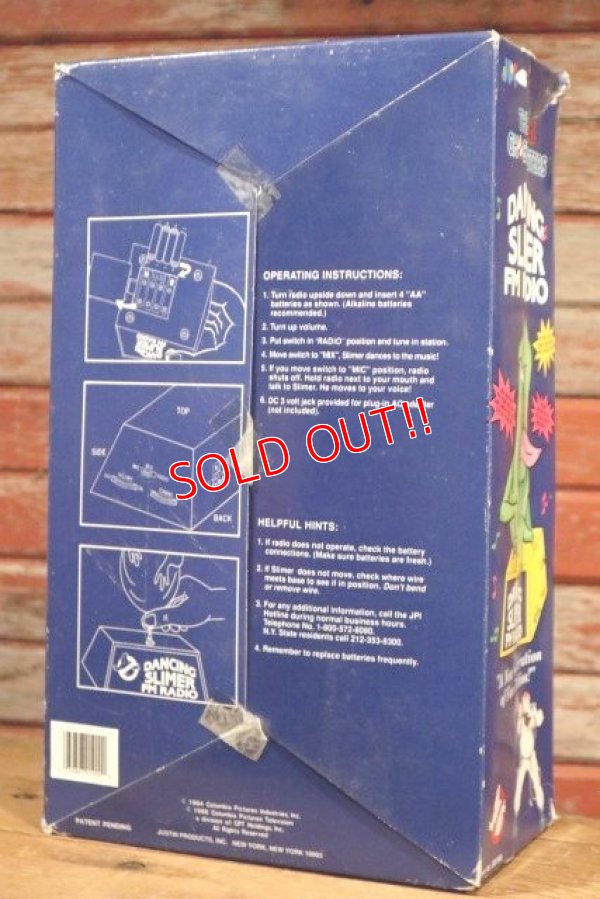 OPERATING INSTRUCTIONS:
1. Turn radio upside down and insert 4 "AA"
batteries as shown. (Alkaline batteries
recommended.)
2. Turn up volume.
3. Put switch in "RADIO" position and tune in station.
4. Move switch to "MIX", Slimer dances to the music!
5. If you move switch to "MIC" position, radio
shuts off. Hold radio next to your mouth and
talk to Slimer. He moves to your voice!
6. DC 3 volt jack provided for plug-in AC
(not included).
TOP
SIDE
BACK
SOLD OUT!!
HELPFUL HINTS:
1. If radio does not operate, check the battery
connections. (Make sure batteries are fresh.)
2. If Slimer does not move, check where wire
meets base to see if in position. Don't bend
or remove wire.
3. For any additional information, call the JPI
Hotline during normal business hours.
Telephone No. 1-800-572-8090.
N.Y. State residents call 212-353-8300.
4. Remember to replace batteries frequently.
DANCING
SLIMER
FM RADIO
© 1984 Columbia Pictures Industries, Inc.
© 1988 Columbia Pictures Television
a division of CPT Holdings, Inc.
All Rights Reserved
PATENT PENDING
JUSTIN PRODUCTS, INC. NEW YORK, NEW YORK 10003